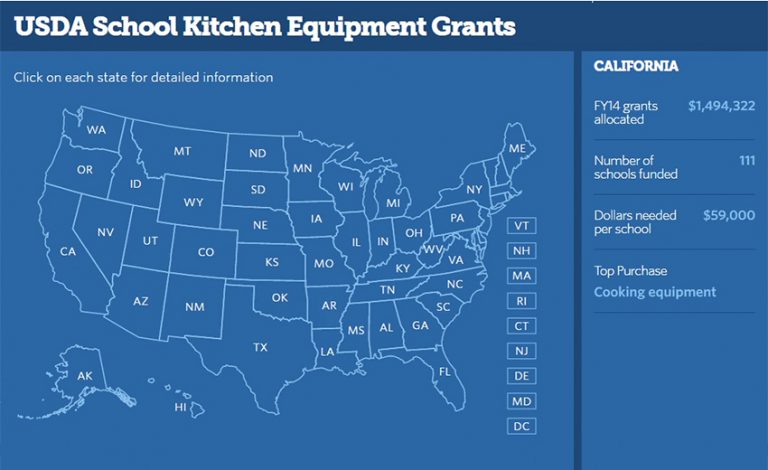 USDA School Kitchen Equipment Grants
Click on each state for detailed information
WA
OR
CA
NV
ID
MT
WY
UT
AZ
CO
NM
ND
SD
NE
KS
OK
TX
MN
IA
MO
AR
LA
WI
IL
MI
IN
OH
KY
TN
MS
AL
GA
FL
SC
NC
VA
WV
PA
NY
ME
AK
HI
VT
NH
MA
RI
CT
NJ
DE
MD
DC
CALIFORNIA
FY14 grants $1,494,322
allocated
Number of 111
schools funded
Dollars needed $59,000
per school
Top Purchase
Cooking equipment